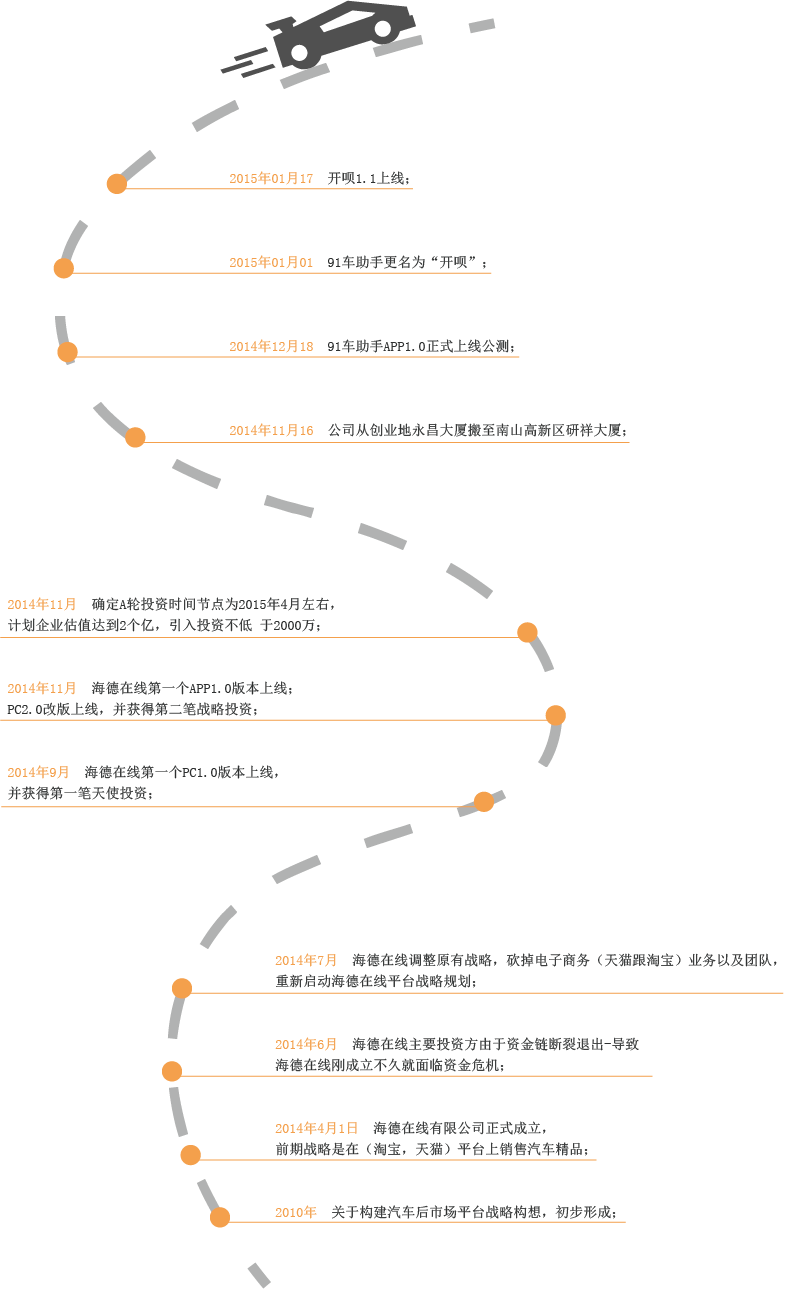 2015年01月17 开呗1.1上线；
2015年01月01 91车助手更名为“开呗”；
2014年12月18 91车助手APP1.0正式上线公测；
2014年11月16 公司从创业地永昌大厦搬至南山高新区研祥大厦；
2014年11月 确定A轮投资时间节点为2015年4月左右，
计划企业估值达到2个亿，引入投资不低 于2000万；
2014年11月 海德在线第一个APP1.0版本上线；
PC2.0改版上线，并获得第二笔战略投资；
2014年9月 海德在线第一个PC1.0版本上线，
并获得第一笔天使投资；
2014年7月 海德在线调整原有战略，砍掉电子商务（天猫跟淘宝）业务以及团队，
重新启动海德在线平台战略规划；
2014年6月 海德在线主要投资方由于资金链断裂退出-导致
海德在线刚成立不久就面临资金危机；
2014年4月1日 海德在线有限公司正式成立，
前期战略是在（淘宝，天猫）平台上销售汽车精品；
2010年 关于构建汽车后市场平台战略构想，初步形成；